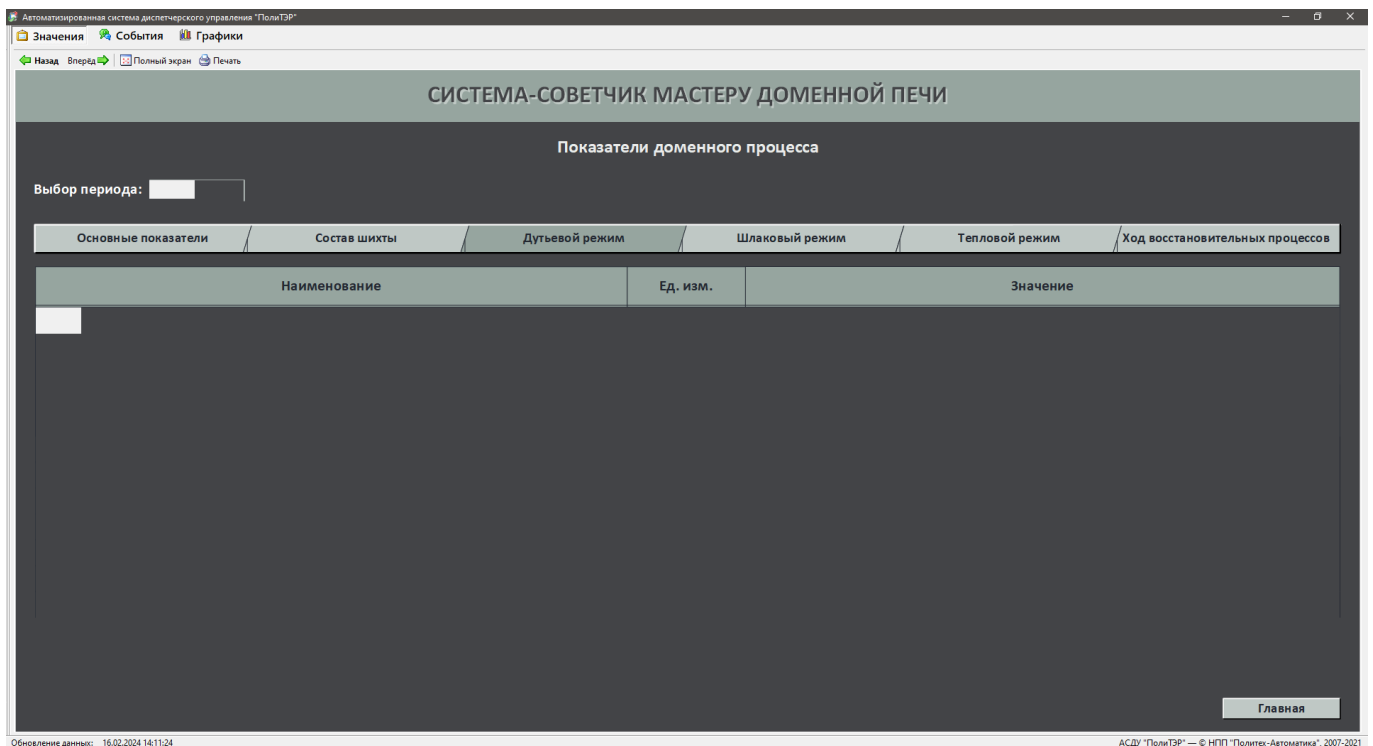 Автоматизированная система диспетчерского управления "ПолиТЭР"
Значения События Графики
Назад Вперёд Полный экран Печать
СИСТЕМА-СОВЕТЧИК МАСТЕРУ ДОМЕННОЙ ПЕЧИ
Показатели доменного процесса
Выбор периода:
Основные показатели Состав шихты Дутьевой режим Шлаковый режим Тепловой режим Ход восстановительных процессов
Наименование Ед. изм. Значение
Главная
Обновление данных: 16.02.2024 14:11:24 АСДУ "ПолиТЭР" — © НПП "Политех-Автоматика", 2007-2021